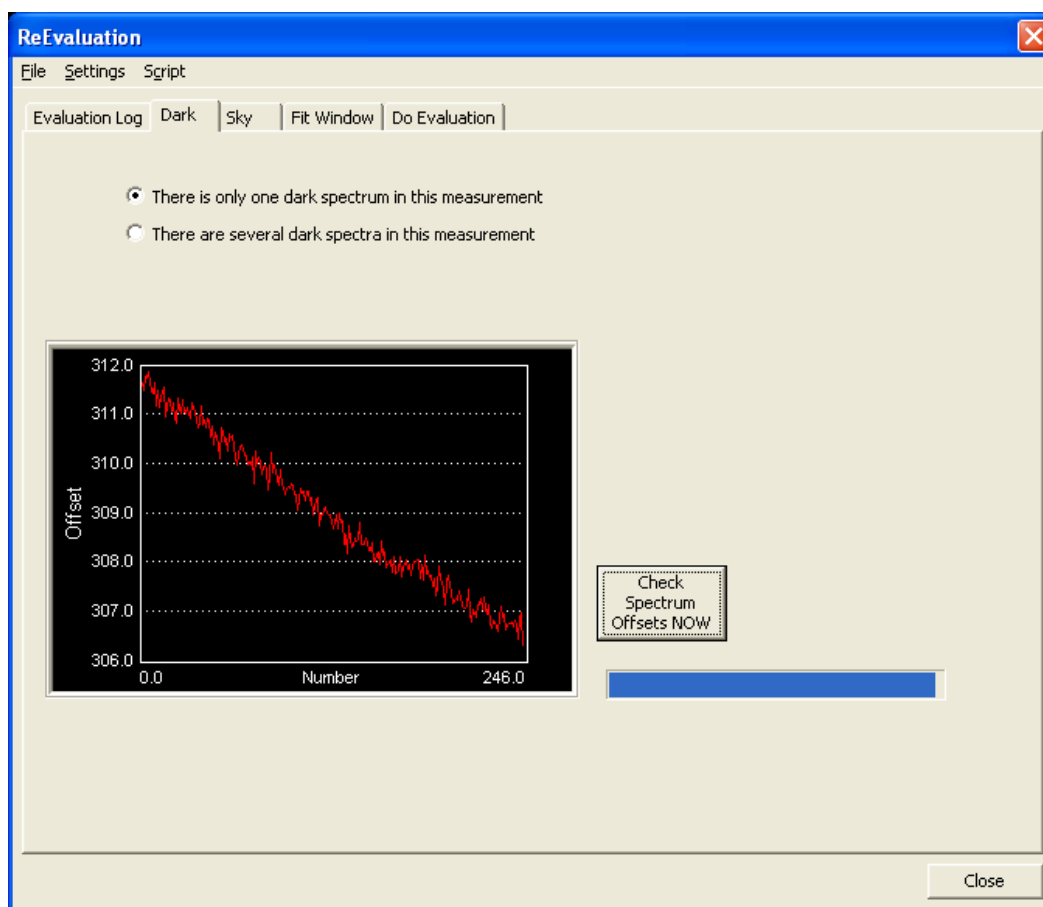 ReEvaluation
File Settings Script
Evaluation Log Dark Sky Fit Window Do Evaluation
There is only one dark spectrum in this measurement
There are several dark spectra in this measurement
312.0
311.0
310.0
309.0
308.0
307.0
306.0
Offset
0.0 Number 246.0
Check
Spectrum
Offsets NOW
Close